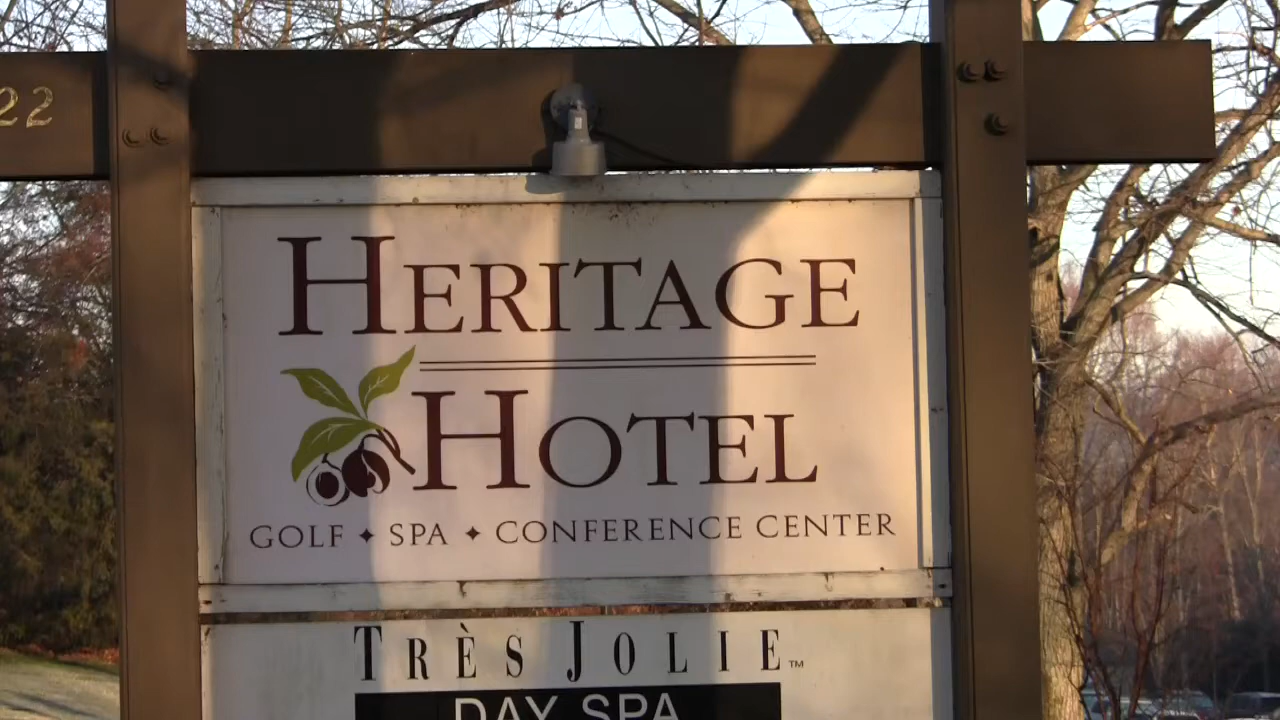 22
HERITAGE
HOTEL
GOLF ✦ SPA ✦ CONFERENCE CENTER
TRÈS JOLIE™
DAY SPA